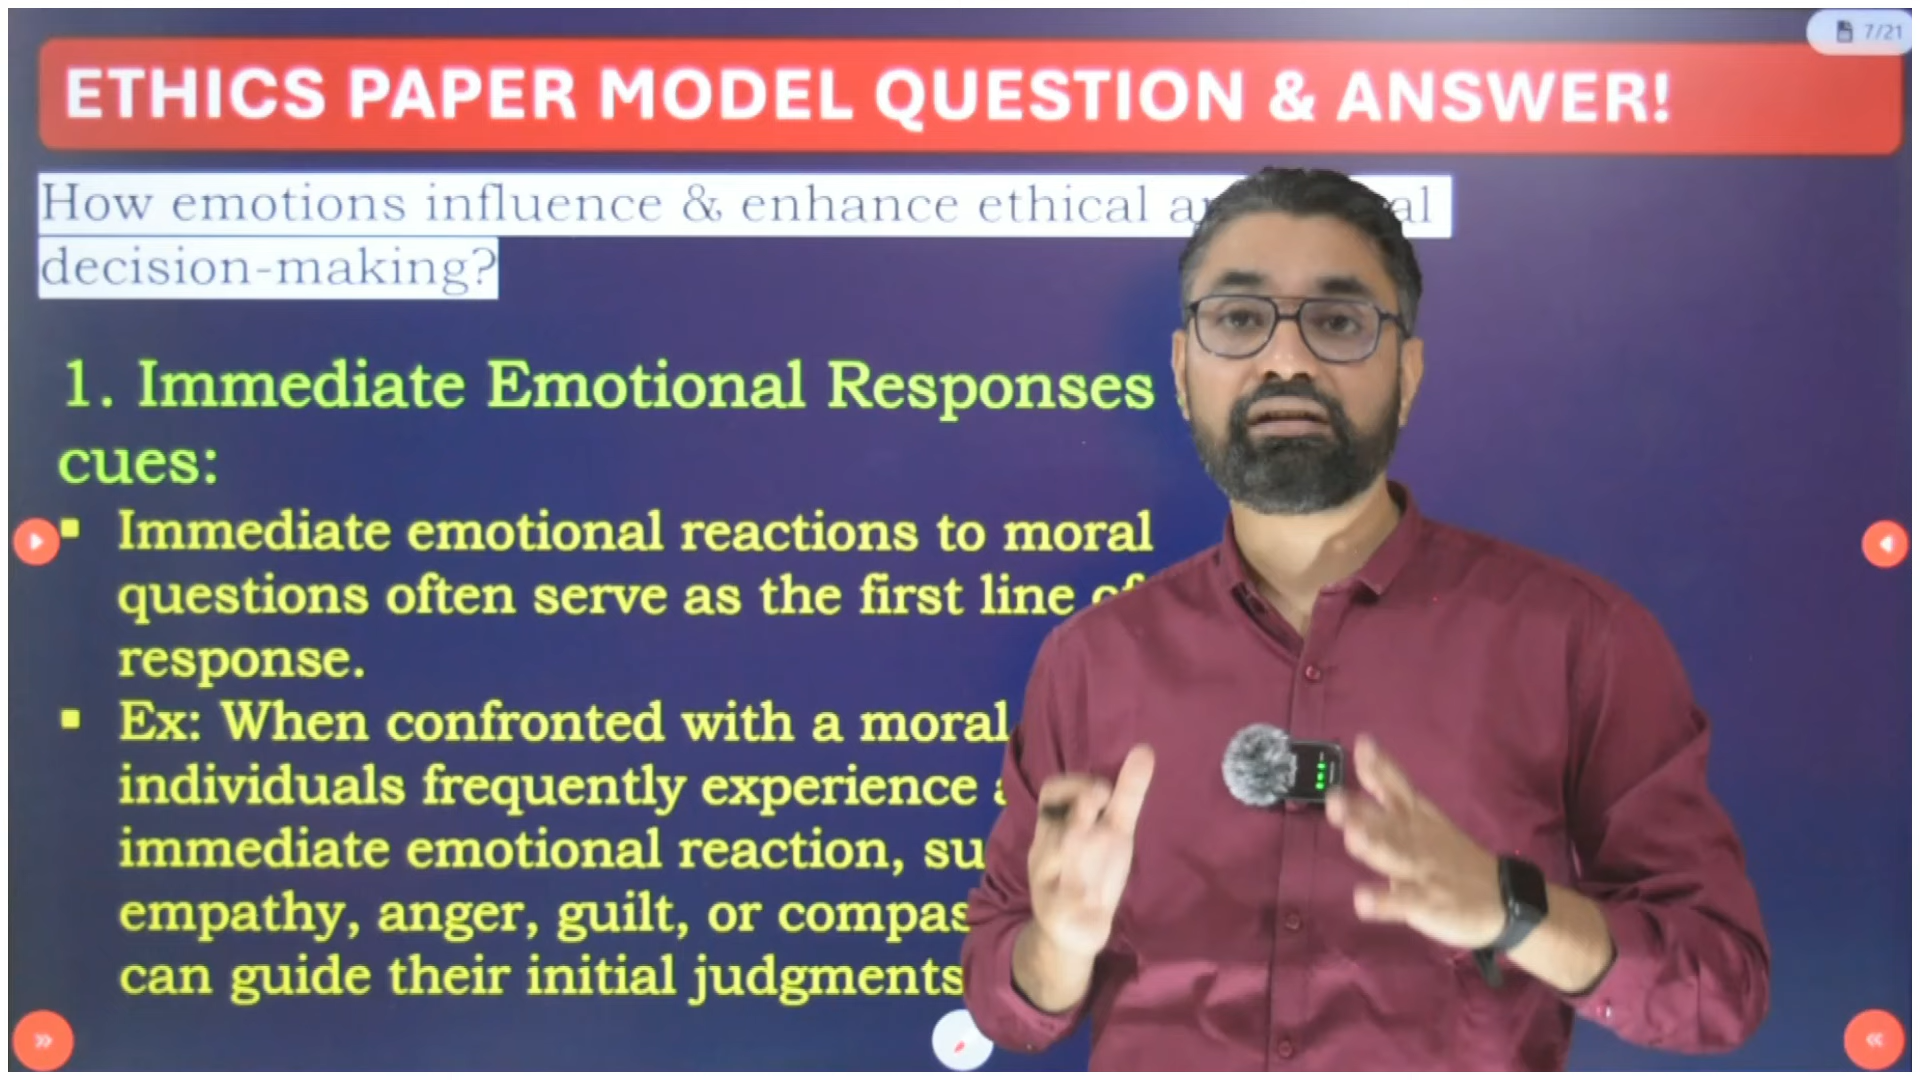 7/21
ETHICS PAPER MODEL QUESTION & ANSWER!
How emotions influence & enhance ethical
decision-making?
1. Immediate Emotional Responses
cues:
▪ Immediate emotional reactions to moral
questions often serve as the first line of
response.
▪ Ex: When confronted with a moral
individuals frequently experience
immediate emotional reaction,
empathy, anger, guilt, or
can guide their initial judgments